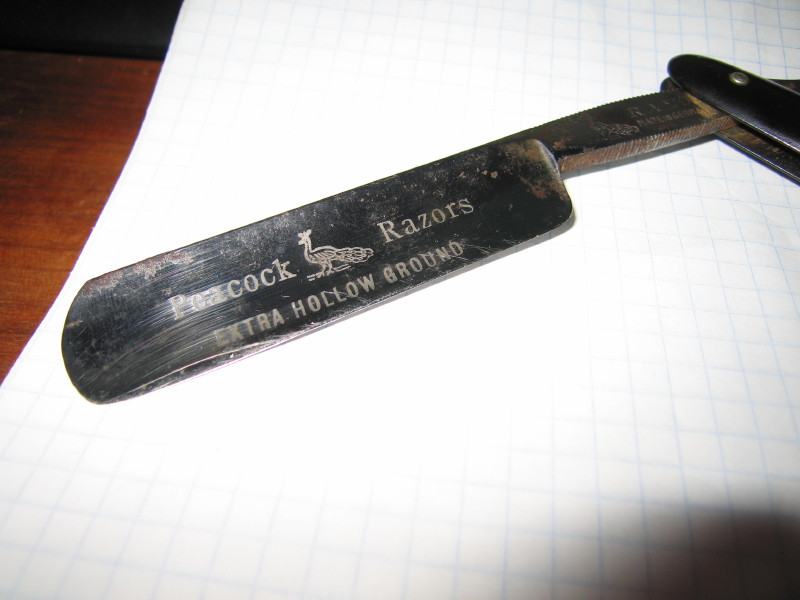 Peacock Razors
EXTRA HOLLOW GROUND